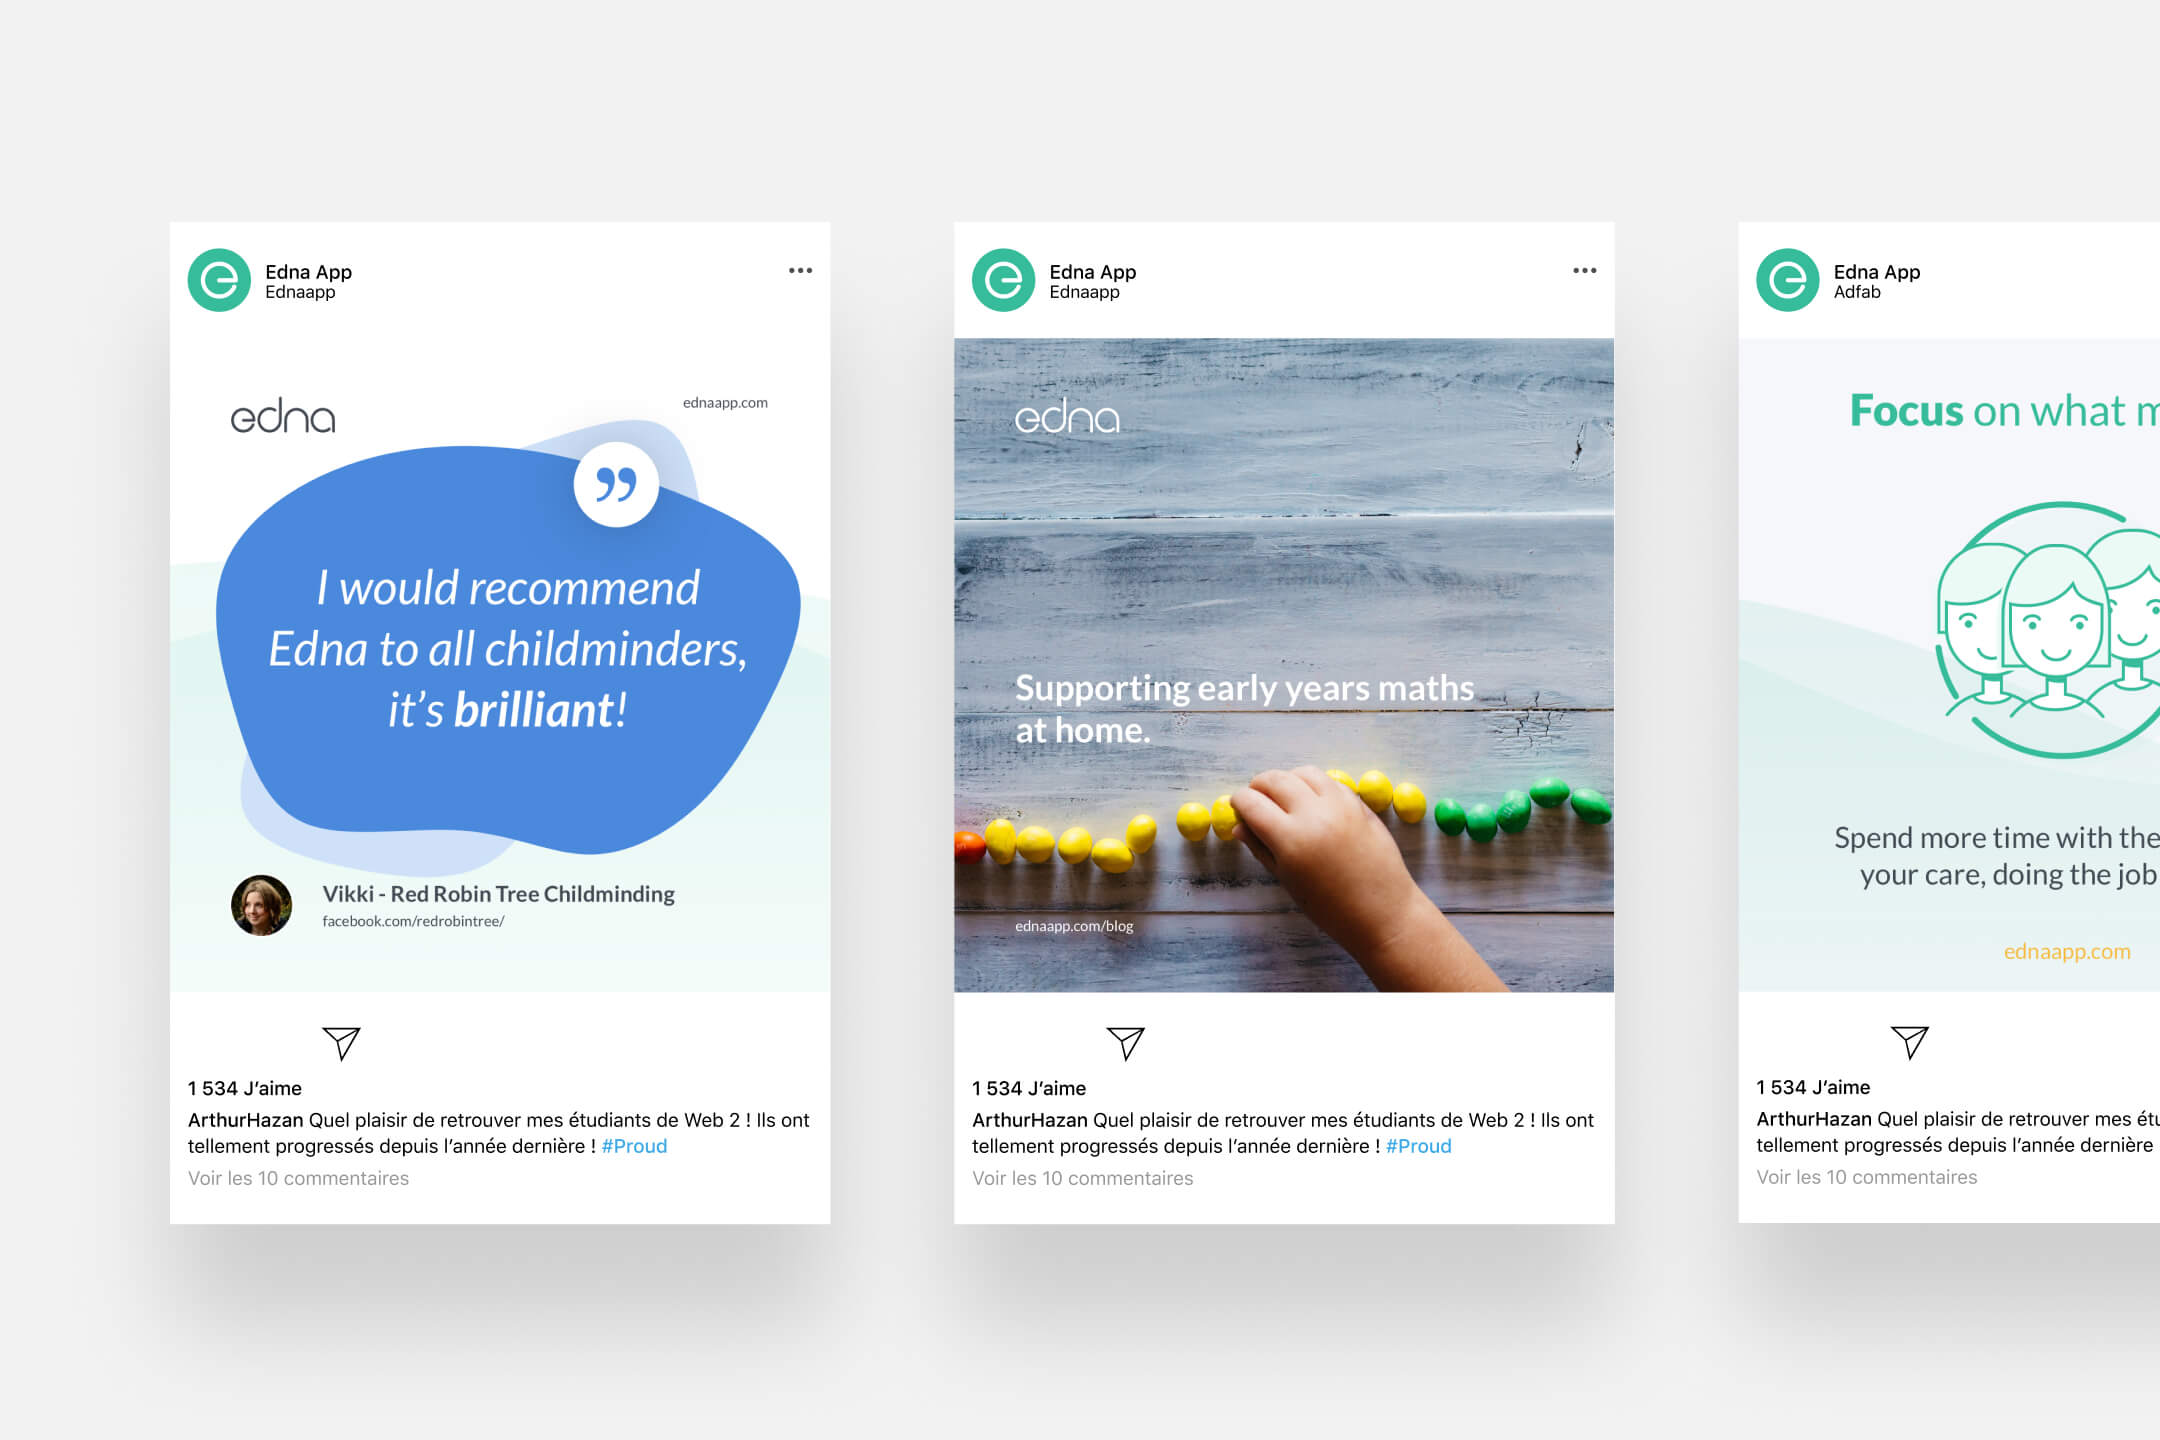 Edna App
Ednaapp
edna
ednaapp.com
”
I would recommend
Edna to all childminders,
it’s brilliant!
Vikki - Red Robin Tree Childminding
facebook.com/redrobintree/
1 534 J’aime
ArthurHazan Quel plaisir de retrouver mes étudiants de Web 2 ! Ils ont
tellement progressés depuis l’année dernière ! #Proud
Voir les 10 commentaires
Edna App
Ednaapp
edna
Supporting early years maths
at home.
ednaapp.com/blog
1 534 J’aime
ArthurHazan Quel plaisir de retrouver mes étudiants de Web 2 ! Ils ont
tellement progressés depuis l’année dernière ! #Proud
Voir les 10 commentaires
Edna App
Adfab
Focus on what
Spend more time with
your care, doing the job
ednaapp.com
1 534 J’aime
ArthurHazan Quel plaisir de retrouver mes
tellement progressés depuis l’année dernière
Voir les 10 commentaires